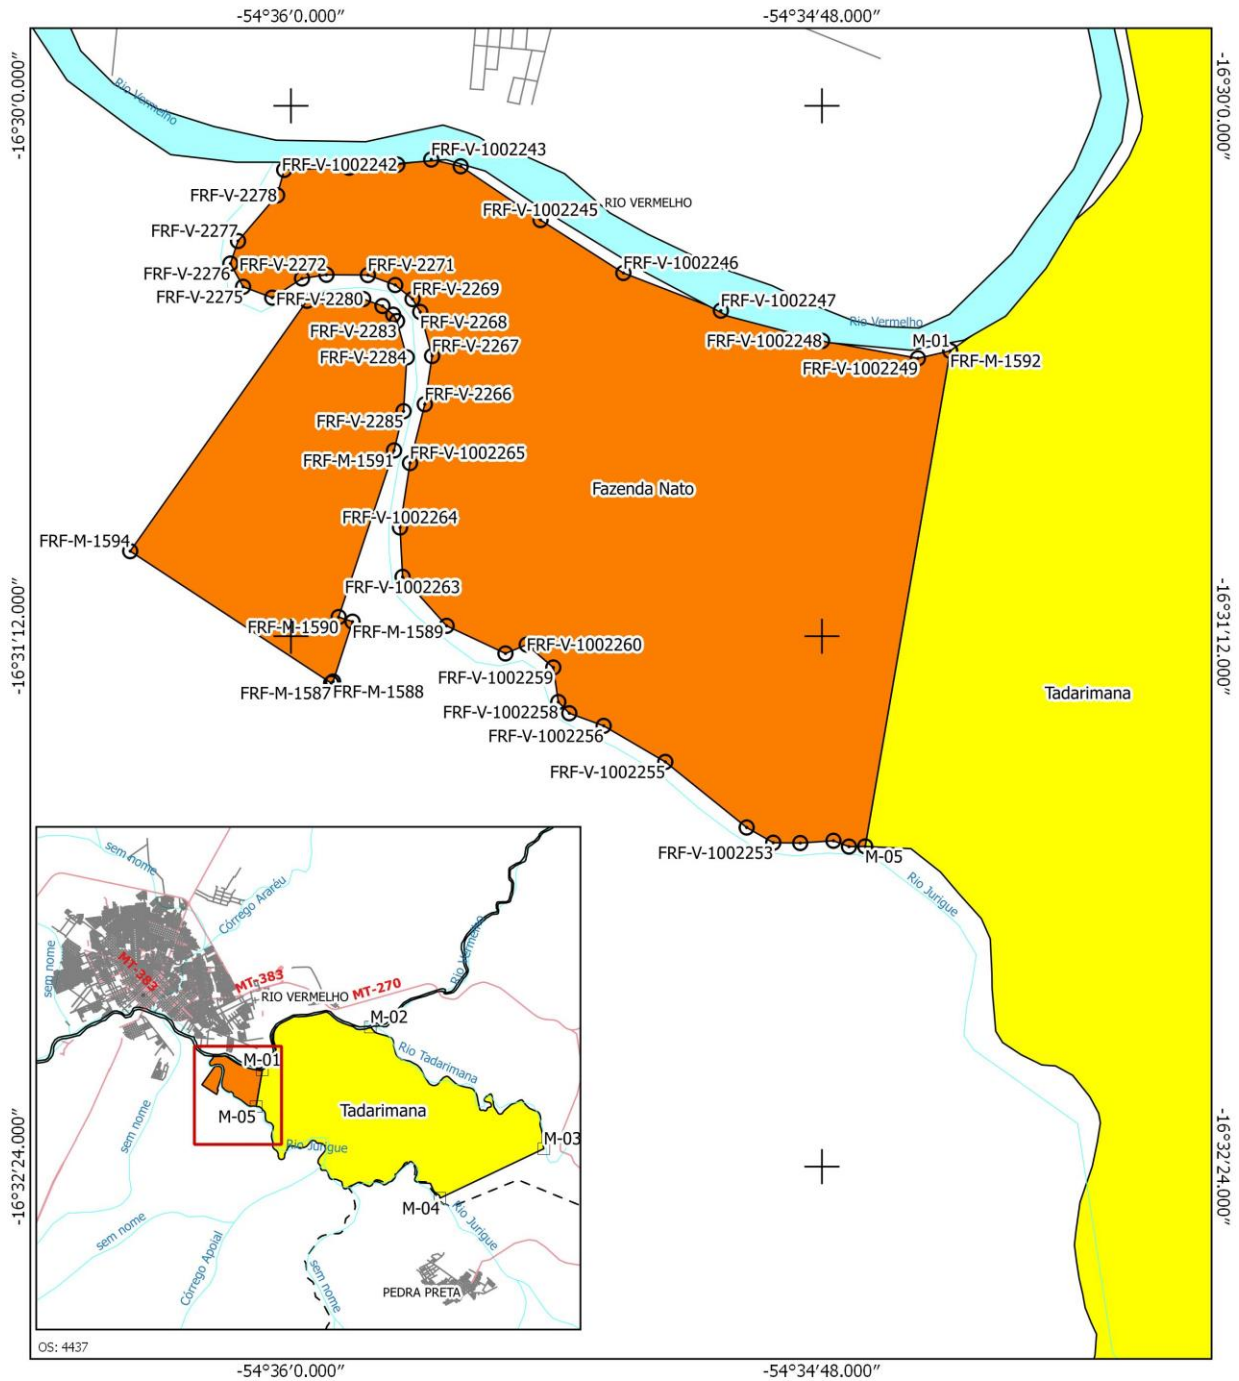 -54°36′0.000″
-54°34′48.000″
-16°30′0.000″
-16°30′0.000″
Rio Vermelho
FRF-V-1002243
FRF-V-1002242
FRF-V-2278
RIO VERMELHO
FRF-V-1002245
FRF-V-2277
FRF-V-2276
FRF-V-2272
FRF-V-2271
FRF-V-1002246
FRF-V-2275
FRF-V-2280
FRF-V-2269
FRF-V-1002247
FRF-V-2283
FRF-V-2268
Rio Vermelho
FRF-V-1002248
M-01
FRF-V-2284
FRF-V-2267
FRF-V-1002249
FRF-M-1592
FRF-V-2266
FRF-V-2285
FRF-M-1591
FRF-V-1002265
Fazenda Nato
FRF-V-1002264
FRF-M-1594
FRF-V-1002263
-16°31′12.000″
-16°31′12.000″
FRF-M-1590
FRF-M-1589
FRF-V-1002260
FRF-V-1002259
FRF-M-1587
FRF-M-1588
Tadarimana
FRF-V-1002258
FRF-V-1002256
FRF-V-1002255
FRF-V-1002253
M-05
Rio Jurigue
sem nome
Córrego Araréu
sem nome
MT-383
MT-383
MT-270
RIO VERMELHO
Rio Vermelho
M-02
M-01
Rio Tadarimana
M-05
Tadarimana
sem nome
Rio Jurigue
M-03
M-04
Rio Jurigue
sem nome
Córrego Apoial
sem nome
PEDRA PRETA
-16°32′24.000″
-16°32′24.000″
OS: 4437
-54°36′0.000″
-54°34′48.000″